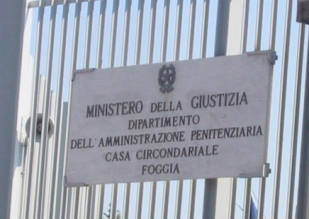 MINISTERO DELLA GIUSTIZIA
DIPARTIMENTO
DELL'AMMINISTRAZIONE PENITENZIARIA
CASA CIRCONDARIALE
FOGGIA